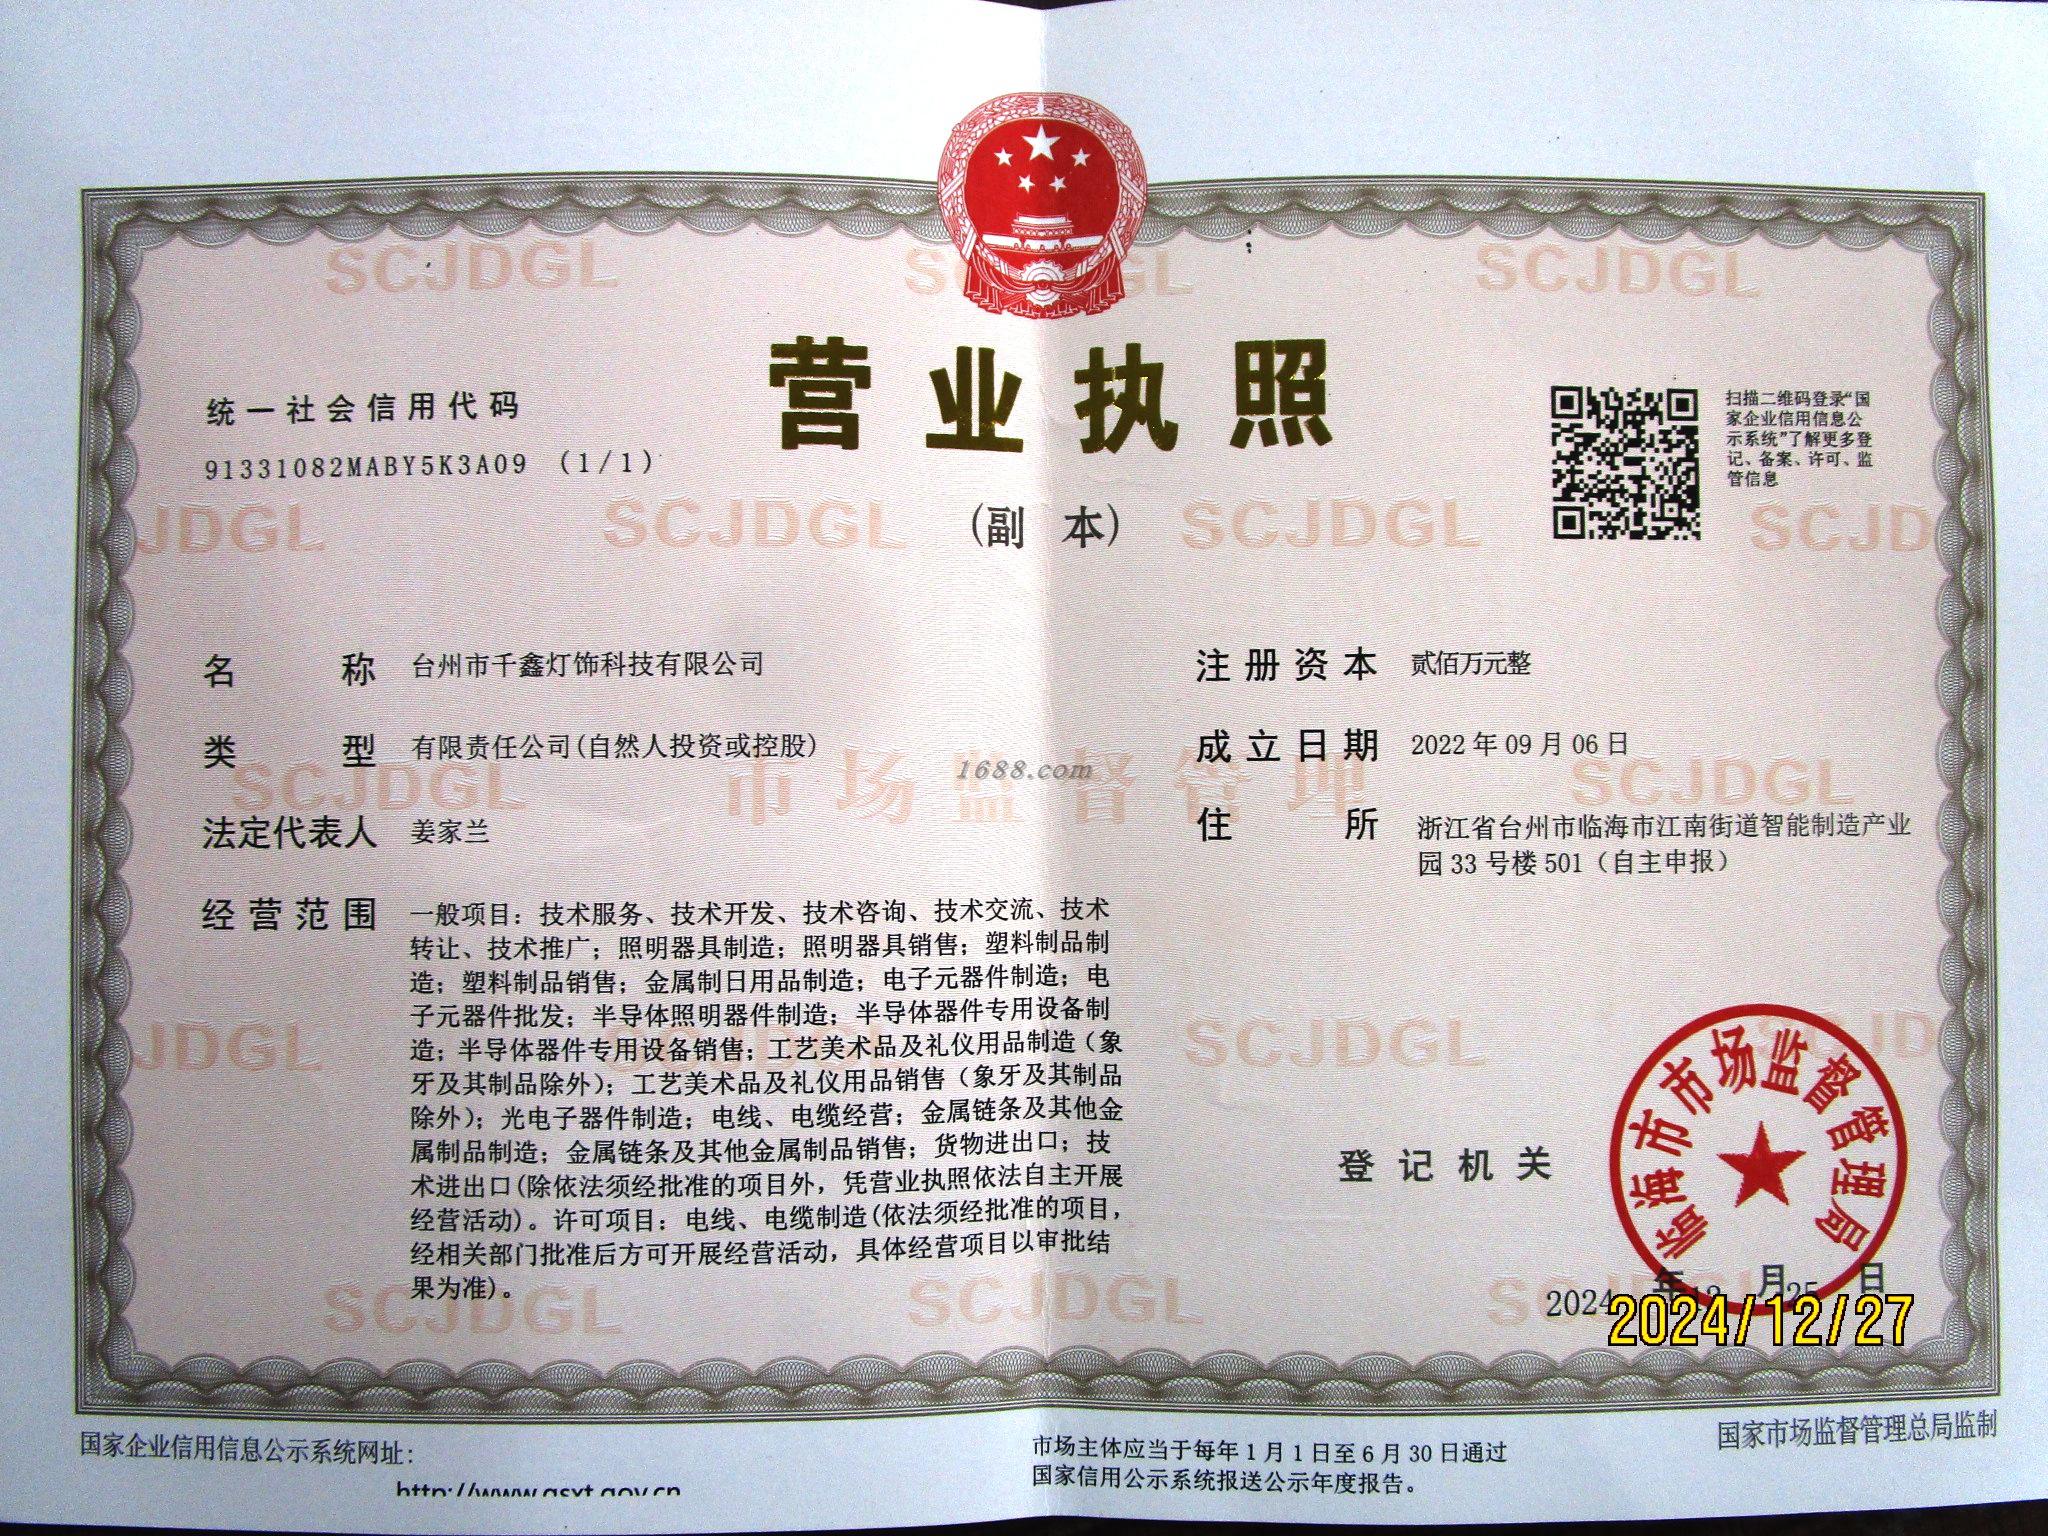 营业执照
(副 本)
统一社会信用代码
91331082MABY5K3A09 (1/1)
扫描二维码登录“国
家企业信用信息公
示系统”了解更多登
记、备案、许可、监
管信息
名 称 台州市千鑫灯饰科技有限公司
类 型 有限责任公司(自然人投资或控股)
法定代表人 姜家兰
经营范围 一般项目：技术服务、技术开发、技术咨询、技术交流、技术
转让、技术推广；照明器具制造；照明器具销售；塑料制品制
造；塑料制品销售；金属制日用品制造；电子元器件制造；电
子元器件批发；半导体照明器件制造；半导体器件专用设备制
造；半导体器件专用设备销售；工艺美术品及礼仪用品制造（象
牙及其制品除外）；工艺美术品及礼仪用品销售（象牙及其制品
除外）；光电子器件制造；电线、电缆经营；金属链条及其他金
属制品制造；金属链条及其他金属制品销售；货物进出口；技
术进出口(除依法须经批准的项目外，凭营业执照依法自主开展
经营活动)。许可项目：电线、电缆制造(依法须经批准的项目，
经相关部门批准后方可开展经营活动，具体经营项目以审批结
果为准)。
注册资本 贰佰万元整
成立日期 2022年09月06日
住 所 浙江省台州市临海市江南街道智能制造产业
园33号楼501（自主申报）
登记机关
临海市市场监督管理局
2024年12月25日
2024/12/27
SCJDGL
市场监督管理
1688.com
国家企业信用信息公示系统网址：
http://www.gsxt.gov.cn
市场主体应当于每年1月1日至6月30日通过
国家信用公示系统报送公示年度报告。
国家市场监督管理总局监制